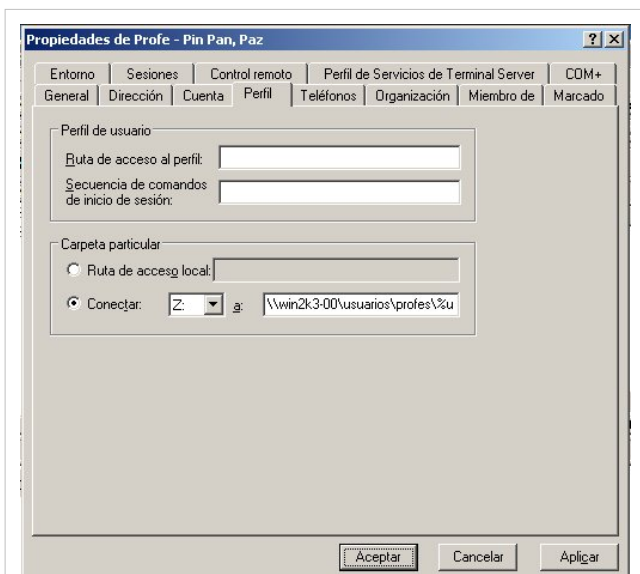 Propiedades de Profe - Pin Pan, Paz
Entorno Sesiones Control remoto Perfil de Servicios de Terminal Server COM+
General Dirección Cuenta Perfil Teléfonos Organización Miembro de Marcado
Perfil de usuario
Ruta de acceso al perfil:
Secuencia de comandos
de inicio de sesión:
Carpeta particular
Ruta de acceso local:
Conectar: Z: a: \\win2k3-00\usuarios\profes\%u
Aceptar Cancelar Aplicar